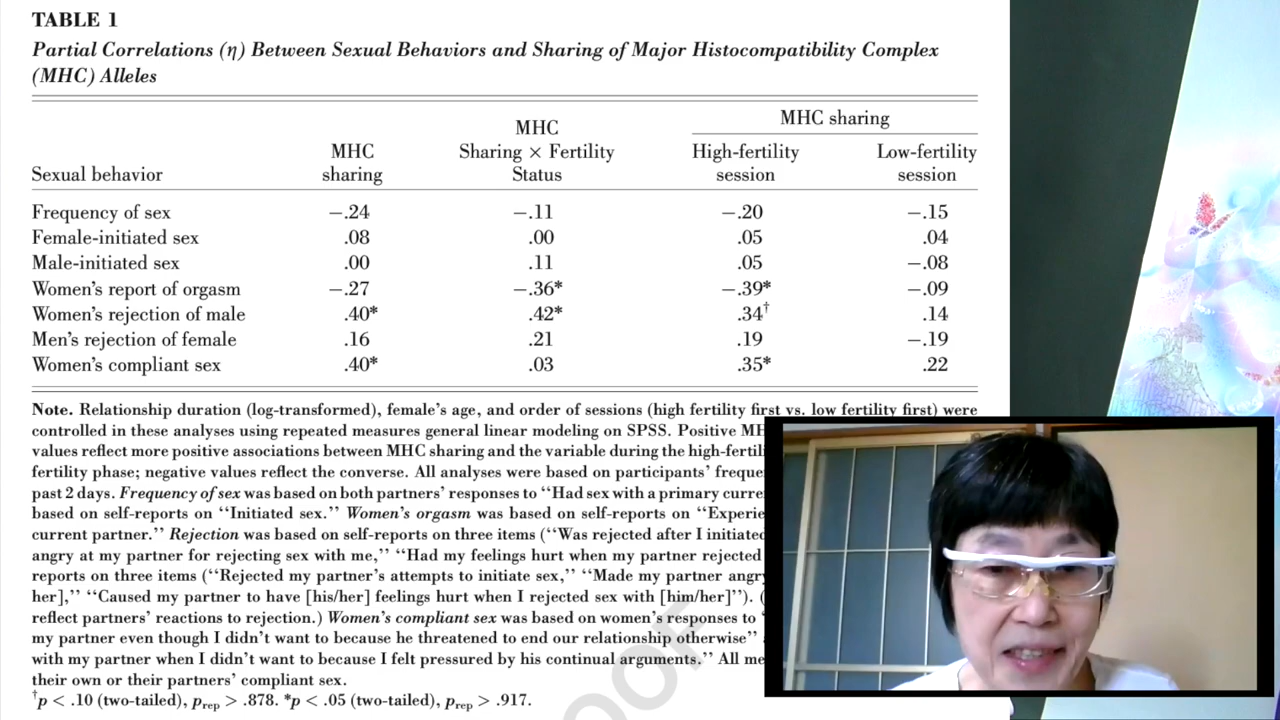 TABLE 1
Partial Correlations (η) Between Sexual Behaviors and Sharing of Major Histocompatibility Complex
(MHC) Alleles
MHC sharing
Sexual behavior MHC sharing MHC Sharing × Fertility Status High-fertility session Low-fertility session
Frequency of sex −.24 −.11 −.20 −.15
Female-initiated sex .08 .00 .05 .04
Male-initiated sex .00 .11 .05 −.08
Women's report of orgasm −.27 −.36* −.39* −.09
Women's rejection of male .40* .42* .34† .14
Men's rejection of female .16 .21 .19 −.19
Women's compliant sex .40* .03 .35* .22
Note. Relationship duration (log-transformed), female's age, and order of sessions (high fertility first vs. low fertility first) were
controlled in these analyses using repeated measures general linear modeling on SPSS. Positive
values reflect more positive associations between MHC sharing and the variable during the
fertility phase; negative values reflect the converse. All analyses were based on participants'
past 2 days. Frequency of sex was based on both partners' responses to "Had sex with a primary
based on self-reports on "Initiated sex." Women's orgasm was based on self-reports on
current partner." Rejection was based on self-reports on three items ("Was rejected after I initiated
angry at my partner for rejecting sex with me," "Had my feelings hurt when my partner rejected
reports on three items ("Rejected my partner's attempts to initiate sex," "Made my partner
her]," "Caused my partner to have [his/her] feelings hurt when I rejected sex with [him/her]"). (
reflect partners' reactions to rejection.) Women's compliant sex was based on women's responses to "
my partner even though I didn't want to because he threatened to end our relationship otherwise"
with my partner when I didn't want to because I felt pressured by his continual arguments." All
their own or their partners' compliant sex.
†p < .10 (two-tailed), prep > .878. *p < .05 (two-tailed), prep > .917.